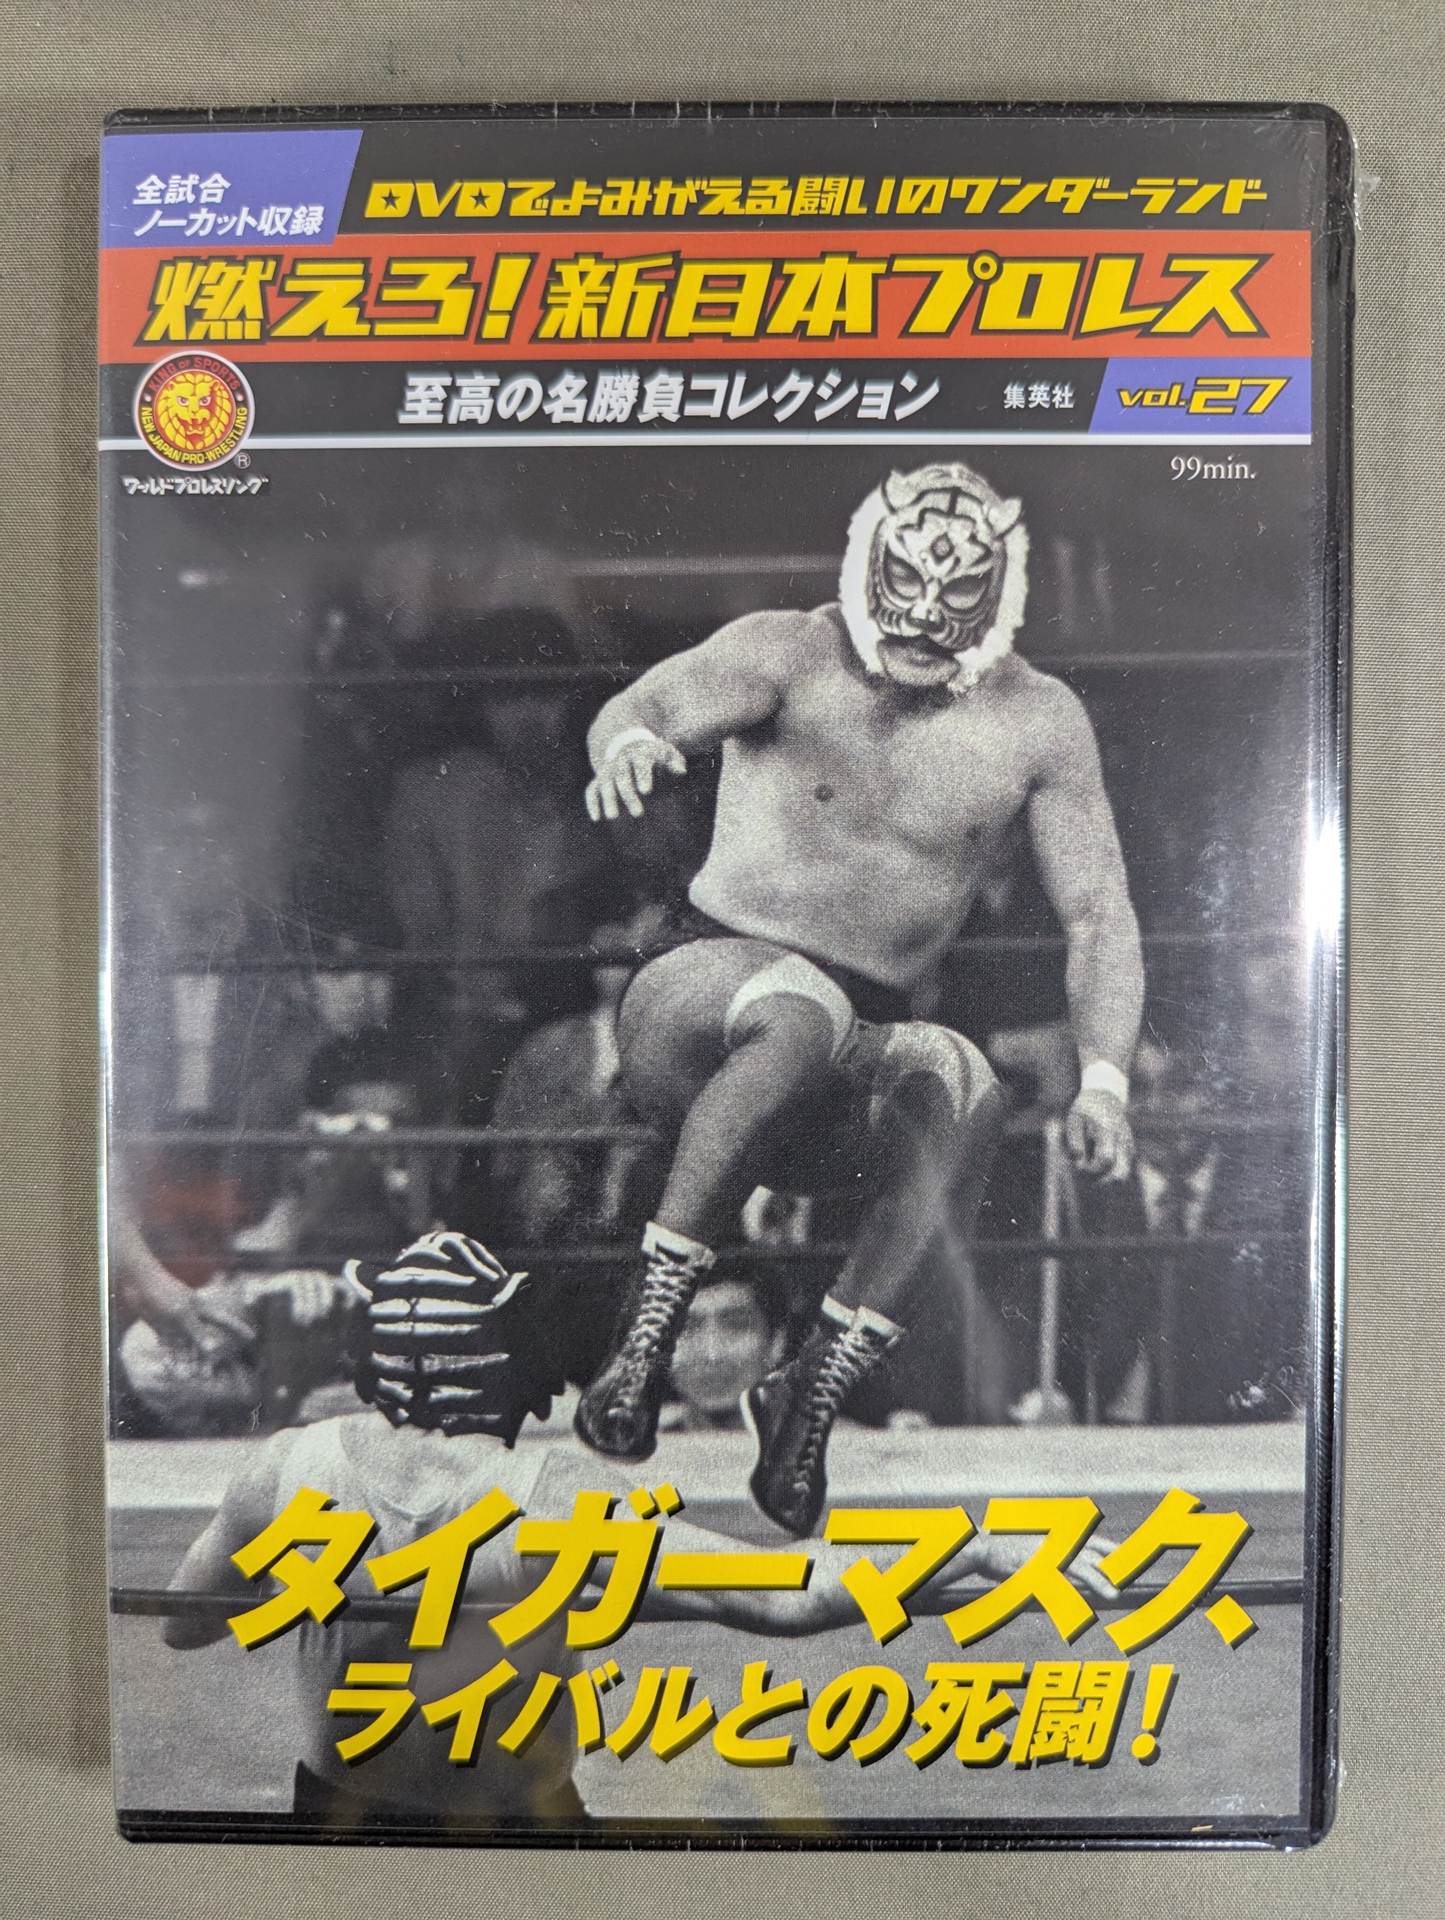 全試合
ノーカット収録
DVDでよみがえる闘いのワンダーランド
燃えろ!新日本プロレス
至高の名勝負コレクション
集英社
vol.27
KING OF SPORTS
NEW JAPAN PRO-WRESTLING
®
ワールドプロレスリング
99min.
タイガーマスク、
ライバルとの死闘!